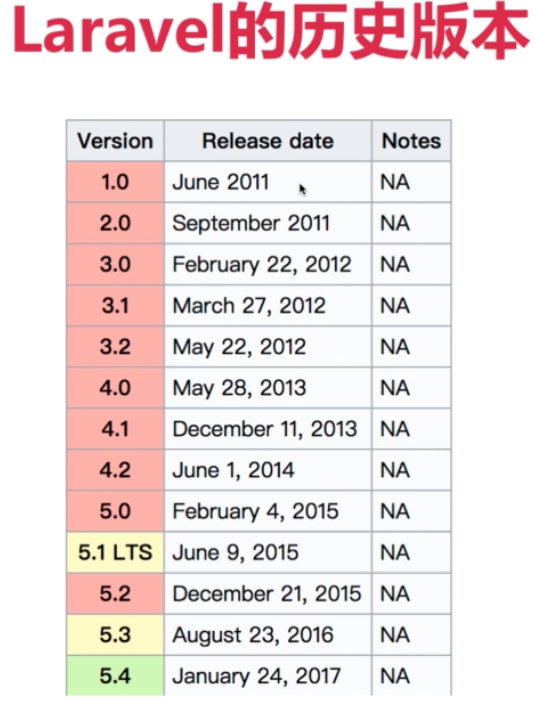 Laravel的历史版本
Version Release date Notes
1.0 June 2011 NA
2.0 September 2011 NA
3.0 February 22, 2012 NA
3.1 March 27, 2012 NA
3.2 May 22, 2012 NA
4.0 May 28, 2013 NA
4.1 December 11, 2013 NA
4.2 June 1, 2014 NA
5.0 February 4, 2015 NA
5.1 LTS June 9, 2015 NA
5.2 December 21, 2015 NA
5.3 August 23, 2016 NA
5.4 January 24, 2017 NA